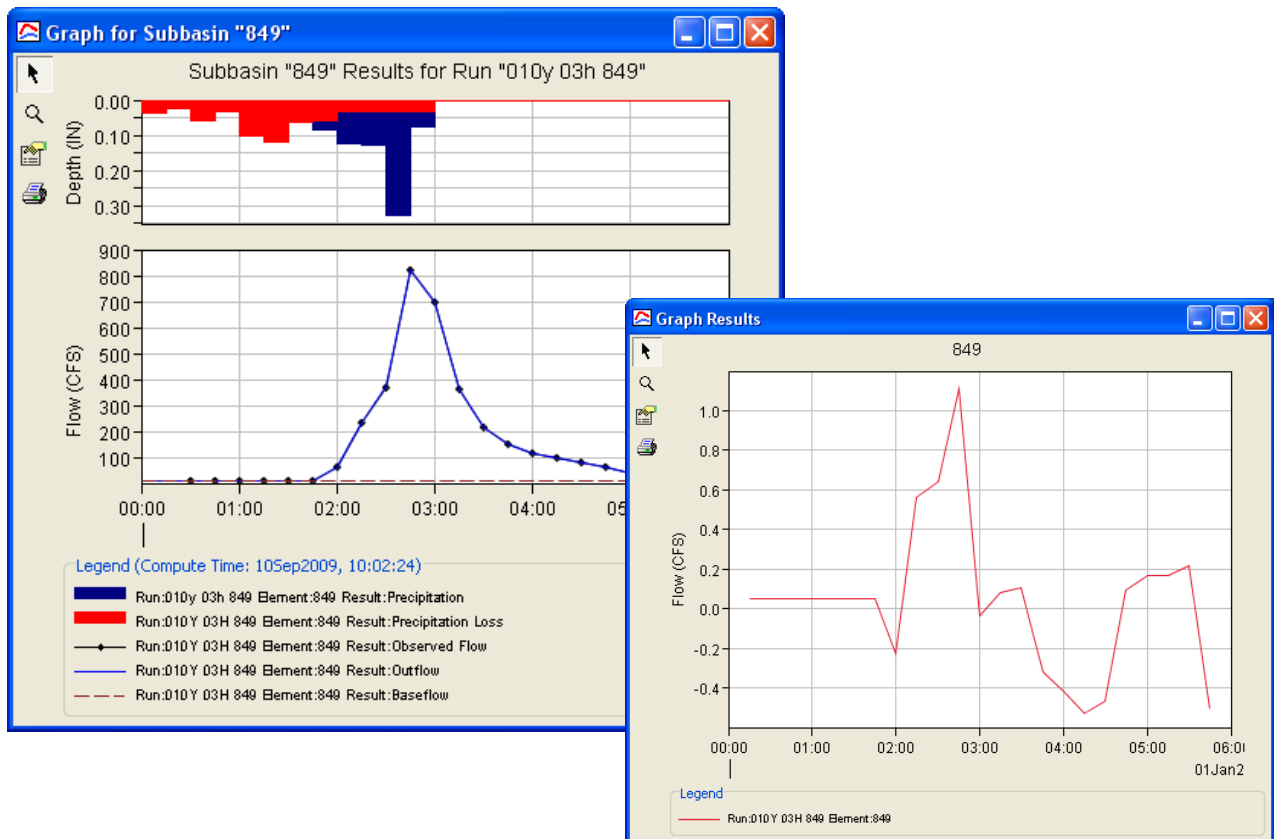 Graph for Subbasin "849"
Subbasin "849" Results for Run "010y 03h 849"
0.00
0.10
0.20
0.30
Depth (IN)
900
800
700
600
500
400
300
200
100
Flow (CFS)
00:00 01:00 02:00 03:00 04:00 05
Legend (Compute Time: 10Sep2009, 10:02:24)
Run:010y 03h 849 Element:849 Result:Precipitation
Run:010Y 03H 849 Element:849 Result:Precipitation Loss
Run:010Y 03H 849 Element:849 Result:Observed Flow
Run:010Y 03H 849 Element:849 Result:Outflow
Run:010Y 03H 849 Element:849 Result:Baseflow
Graph Results
849
1.0
0.8
0.6
0.4
0.2
0.0
-0.2
-0.4
Flow (CFS)
00:00 01:00 02:00 03:00 04:00 05:00 06:0
01Jan2
Legend
Run:010Y 03H 849 Element:849